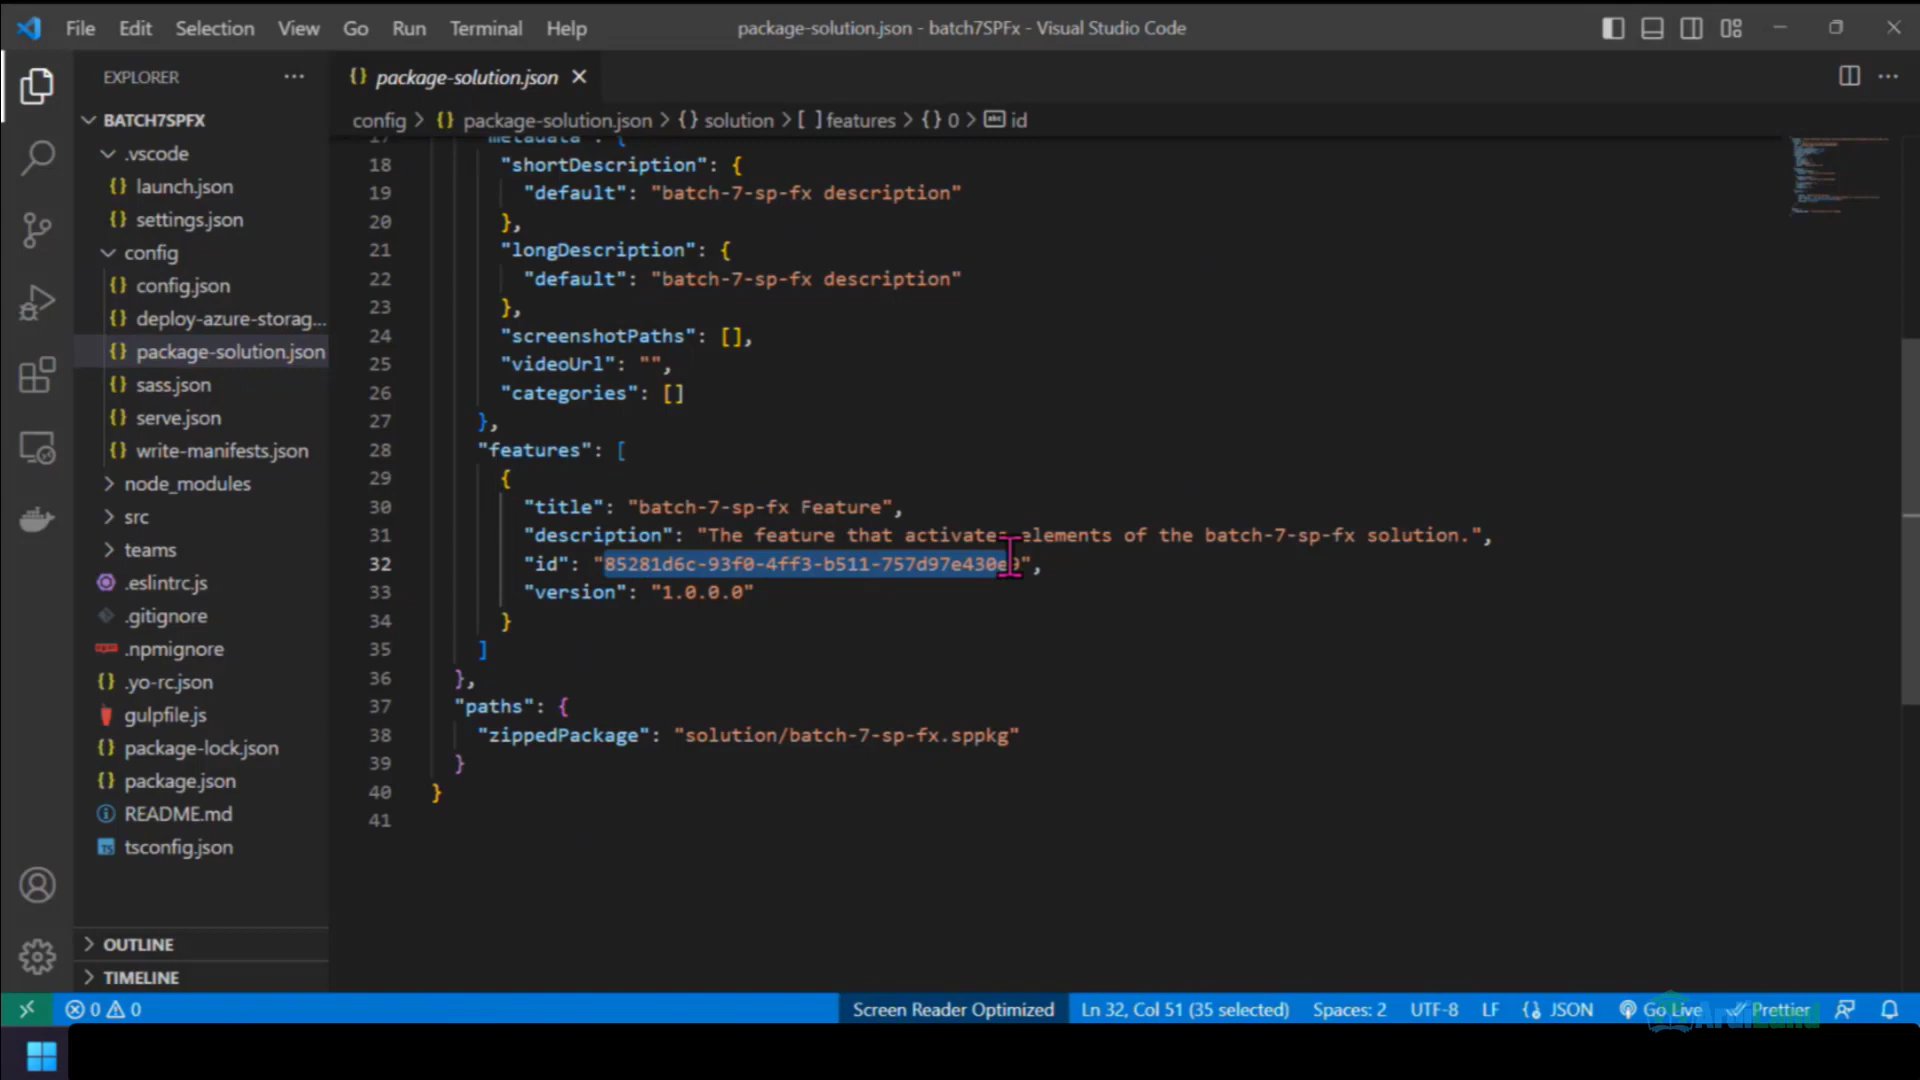 File Edit Selection View Go Run Terminal Help
package-solution.json - batch7SPFx - Visual Studio Code
EXPLORER
BATCH7SPFX
.vscode
launch.json
settings.json
config
config.json
deploy-azure-storag...
package-solution.json
sass.json
serve.json
write-manifests.json
node_modules
src
teams
.eslintrc.js
.gitignore
.npmignore
.yo-rc.json
gulpfile.js
package-lock.json
package.json
README.md
tsconfig.json
OUTLINE
TIMELINE
package-solution.json
config > {} package-solution.json > {} solution > [ ] features > {} 0 > id
17 "metadata": {
18 "shortDescription": {
19 "default": "batch-7-sp-fx description"
20 },
21 "longDescription": {
22 "default": "batch-7-sp-fx description"
23 },
24 "screenshotPaths": [],
25 "videoUrl": "",
26 "categories": []
27 },
28 "features": [
29 {
30 "title": "batch-7-sp-fx Feature",
31 "description": "The feature that activates elements of the batch-7-sp-fx solution.",
32 "id": "85281d6c-93f0-4ff3-b511-757d97e430e9",
33 "version": "1.0.0.0"
34 }
35 ]
36 },
37 "paths": {
38 "zippedPackage": "solution/batch-7-sp-fx.sppkg"
39 }
40 }
41
0 0 Screen Reader Optimized Ln 32, Col 51 (35 selected) Spaces: 2 UTF-8 LF {} JSON Go Live Prettier
ArdiLand